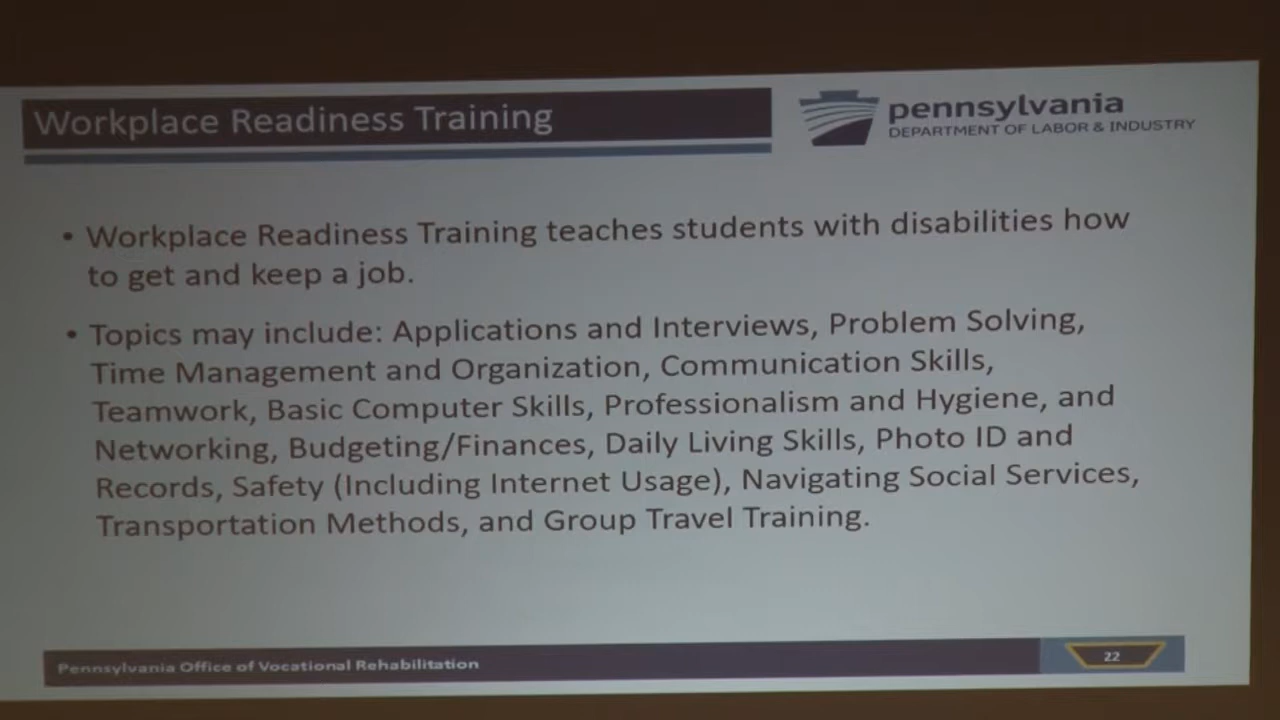 Workplace Readiness Training
pennsylvania
DEPARTMENT OF LABOR & INDUSTRY
• Workplace Readiness Training teaches students with disabilities how
to get and keep a job.
• Topics may include: Applications and Interviews, Problem Solving,
Time Management and Organization, Communication Skills,
Teamwork, Basic Computer Skills, Professionalism and Hygiene, and
Networking, Budgeting/Finances, Daily Living Skills, Photo ID and
Records, Safety (Including Internet Usage), Navigating Social Services,
Transportation Methods, and Group Travel Training.
Pennsylvania Office of Vocational Rehabilitation
22